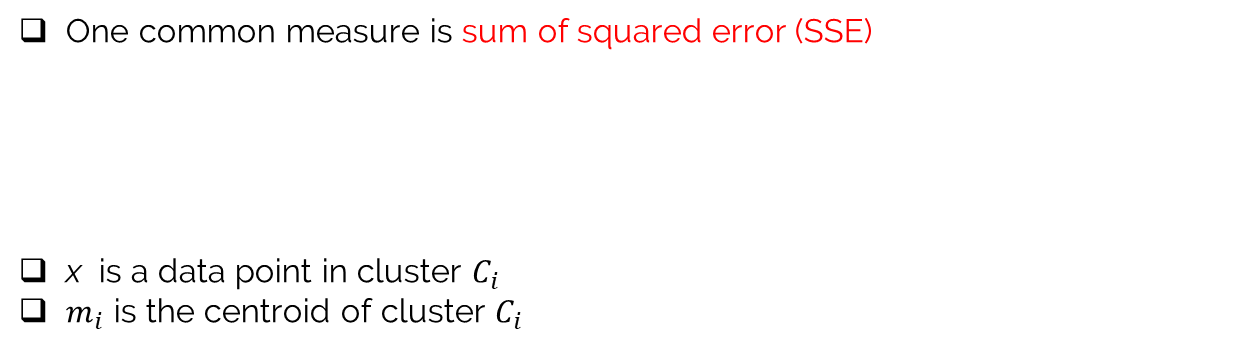 ❑ One common measure is sum of squared error (SSE)
❑ x is a data point in cluster 𝐶ᵢ
❑ 𝑚ᵢ is the centroid of cluster 𝐶ᵢ